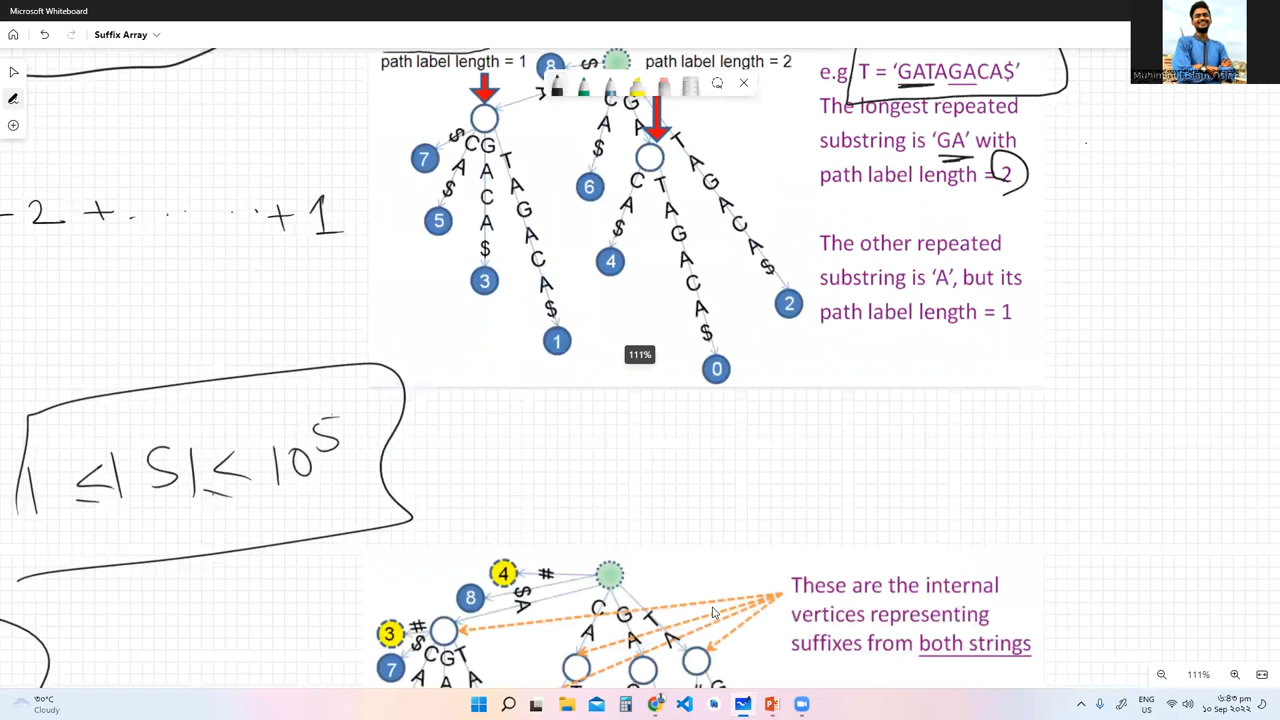 Microsoft Whiteboard
Suffix Array
path label length = 1
8
$
path label length = 2
e.g. T = 'GATAGACA$'
The longest repeated
substring is 'GA' with
path label length = 2
The other repeated
substring is 'A', but its
path label length = 1
7
$
C
G
T
A
$
5
A
C
A
$
3
A
G
A
C
A
$
1
C
A
$
6
G
A
C
A
$
4
T
A
G
A
C
A
$
0
T
A
G
A
C
A
$
2
- 2 + . . . . . . + 1
1 ≤ |S| ≤ 10^5
111%
4
#
8
$
A
3
#
$
7
C
G
T
A
A
A
C
A
G
A
T
A
These are the internal
vertices representing
suffixes from both strings
111%
৩০°
Cloudy
ENG
US
১০ সেপ ২০২২